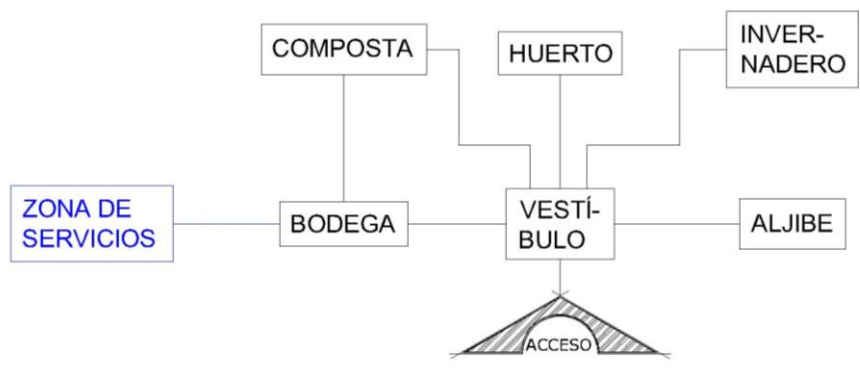 COMPOSTA
HUERTO
INVER-
NADERO
ZONA DE
SERVICIOS
BODEGA
VESTÍ-
BULO
ALJIBE
ACCESO